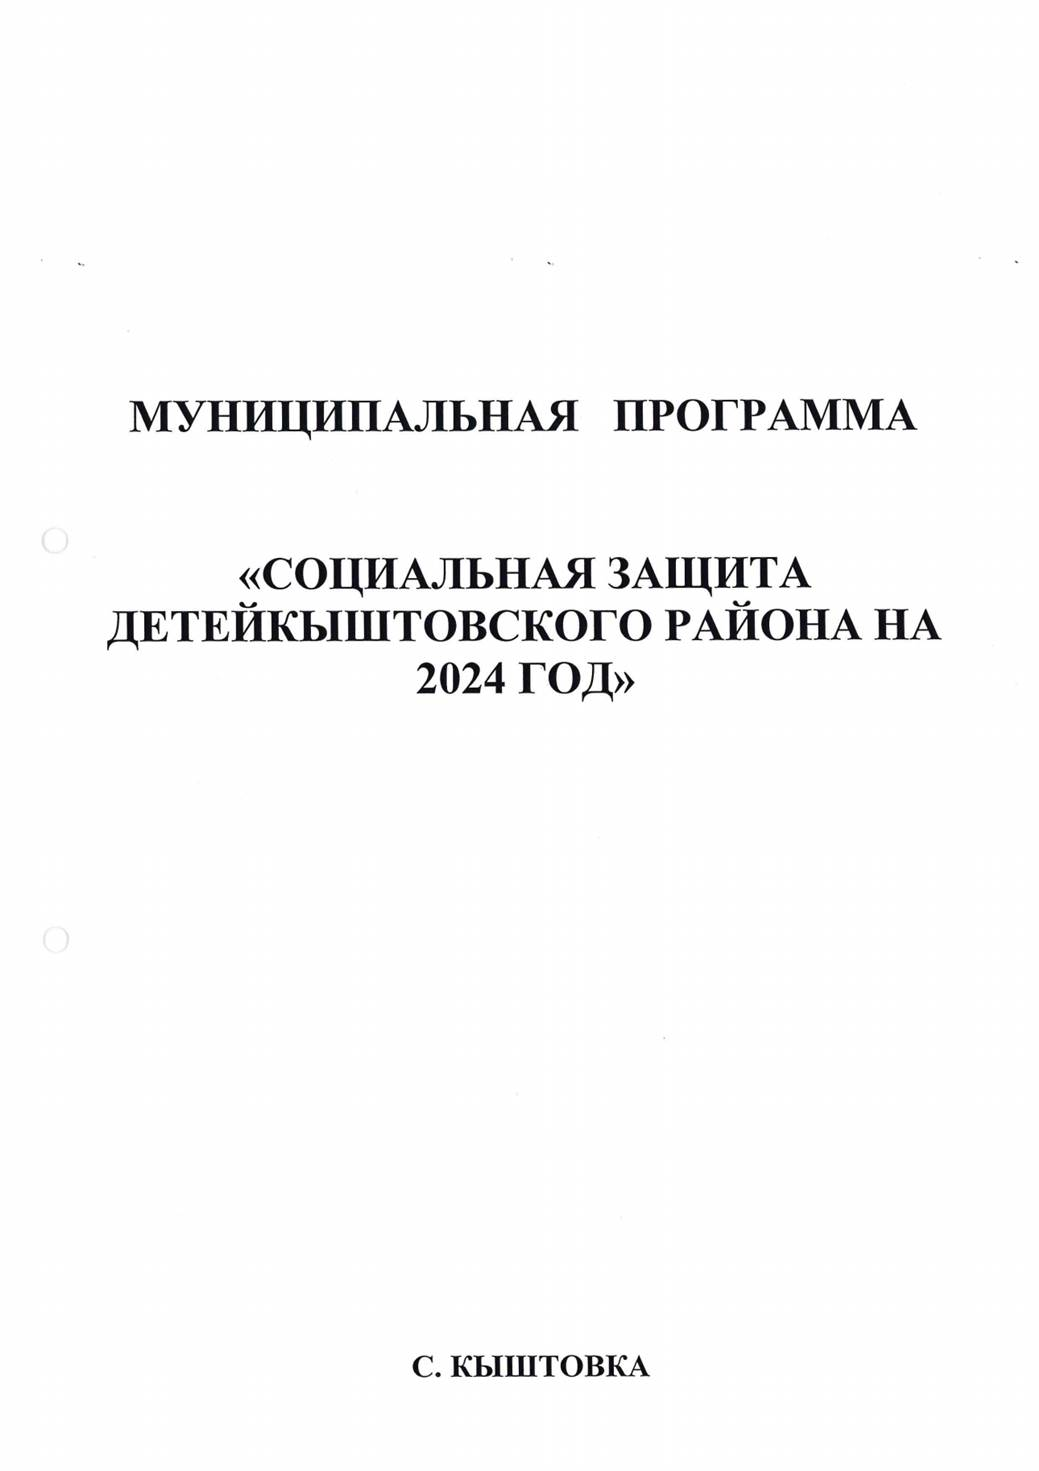 МУНИЦИПАЛЬНАЯ ПРОГРАММА
«СОЦИАЛЬНАЯ ЗАЩИТА
ДЕТЕЙКЫШТОВСКОГО РАЙОНА НА
2024 ГОД»
С. КЫШТОВКА